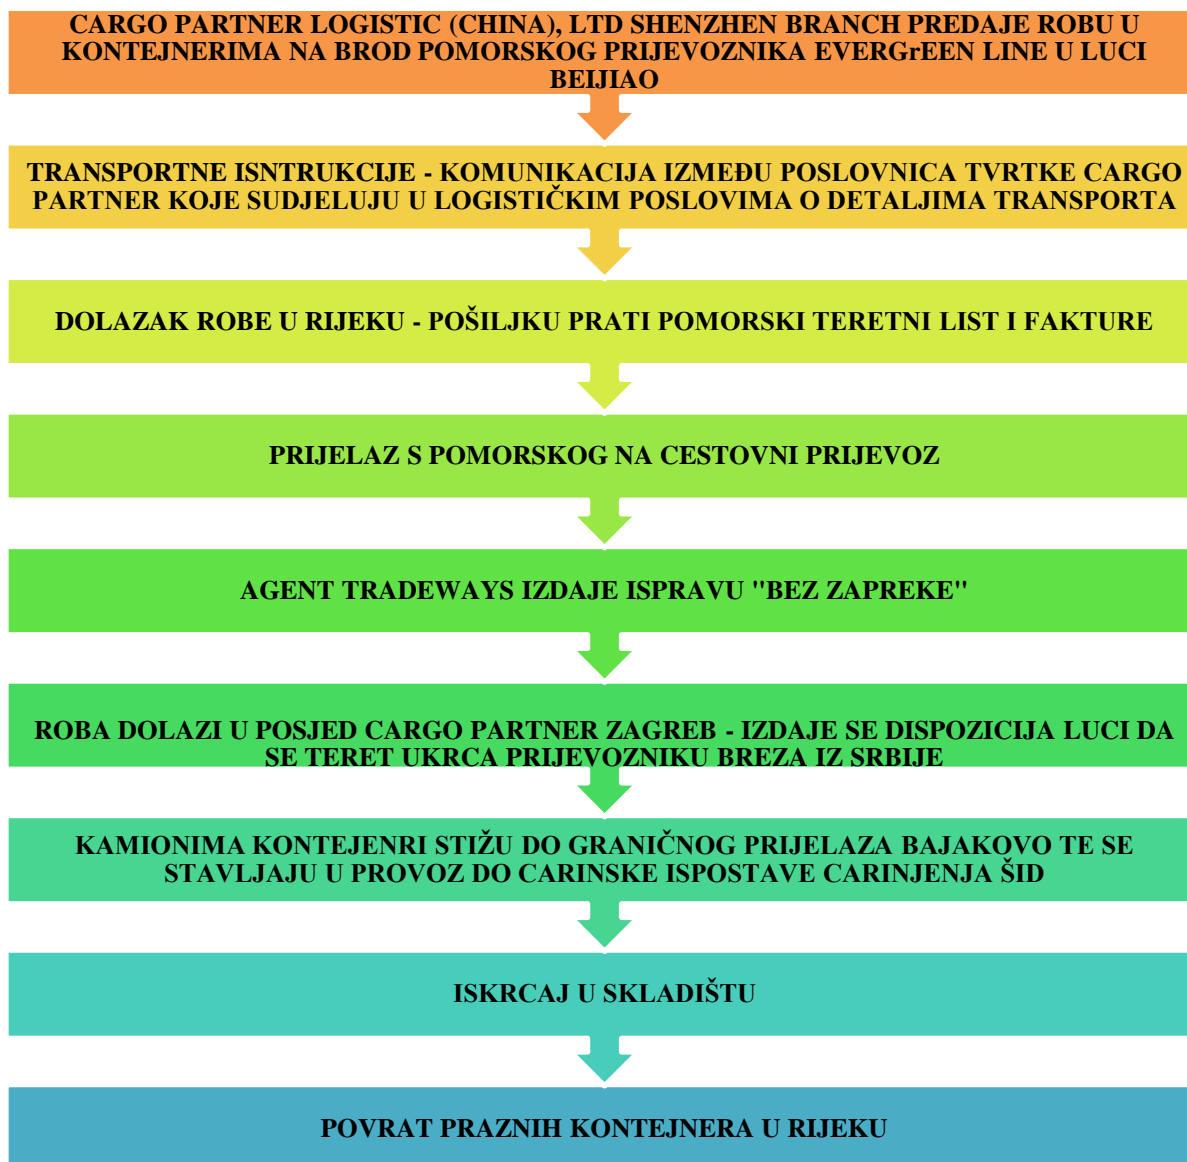 CARGO PARTNER LOGISTIC (CHINA), LTD SHENZHEN BRANCH PREDAJE ROBU U
KONTEJNERIMA NA BROD POMORSKOG PRIJEVOZNIKA EVERGrEEN LINE U LUCI
BEIJIAO
TRANSPORTNE ISNTRUKCIJE - KOMUNIKACIJA IZMEĐU POSLOVNICA TVRTKE CARGO
PARTNER KOJE SUDJELUJU U LOGISTIČKIM POSLOVIMA O DETALJIMA TRANSPORTA
DOLAZAK ROBE U RIJEKU - POŠILJKU PRATI POMORSKI TERETNI LIST I FAKTURE
PRIJELAZ S POMORSKOG NA CESTOVNI PRIJEVOZ
AGENT TRADEWAYS IZDAJE ISPRAVU "BEZ ZAPREKE"
ROBA DOLAZI U POSJED CARGO PARTNER ZAGREB - IZDAJE SE DISPOZICIJA LUCI DA
SE TERET UKRCA PRIJEVOZNIKU BREZA IZ SRBIJE
KAMIONIMA KONTEJENRI STIŽU DO GRANIČNOG PRIJELAZA BAJAKOVO TE SE
STAVLJAJU U PROVOZ DO CARINSKE ISPOSTAVE CARINJENJA ŠID
ISKRCAJ U SKLADIŠTU
POVRAT PRAZNIH KONTEJNERA U RIJEKU